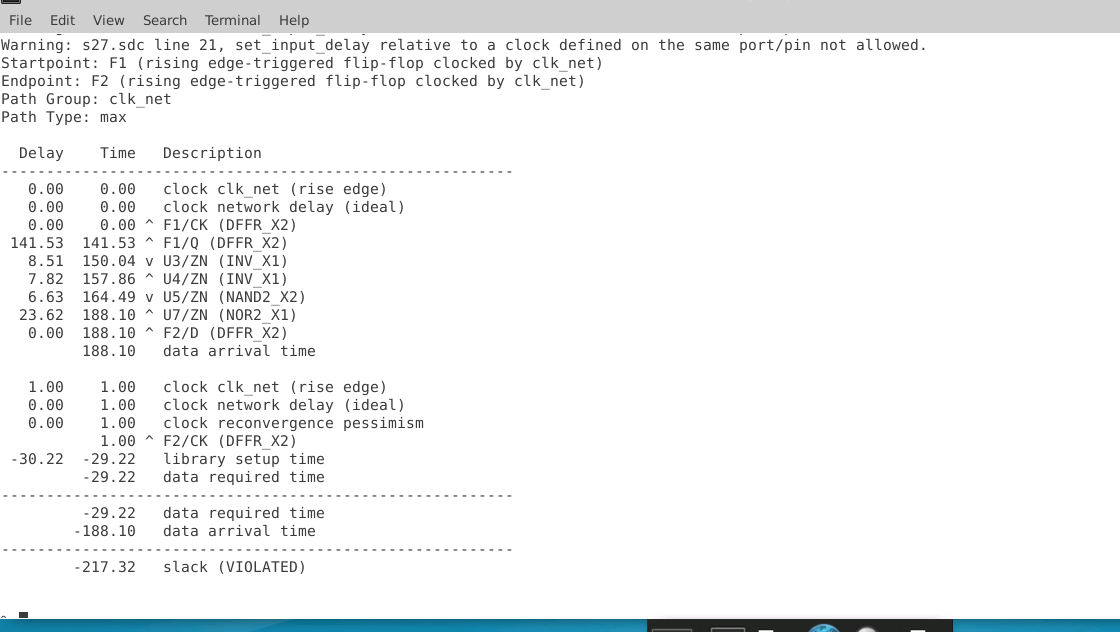 File Edit View Search Terminal Help
Warning: s27.sdc line 21, set_input_delay relative to a clock defined on the same port/pin not allowed.
Startpoint: F1 (rising edge-triggered flip-flop clocked by clk_net)
Endpoint: F2 (rising edge-triggered flip-flop clocked by clk_net)
Path Group: clk_net
Path Type: max
  Delay    Time   Description
---------------------------------------------------------
   0.00    0.00   clock clk_net (rise edge)
   0.00    0.00   clock network delay (ideal)
   0.00    0.00 ^ F1/CK (DFFR_X2)
 141.53  141.53 ^ F1/Q (DFFR_X2)
   8.51  150.04 v U3/ZN (INV_X1)
   7.82  157.86 ^ U4/ZN (INV_X1)
   6.63  164.49 v U5/ZN (NAND2_X2)
  23.62  188.10 ^ U7/ZN (NOR2_X1)
   0.00  188.10 ^ F2/D (DFFR_X2)
         188.10   data arrival time
   1.00    1.00   clock clk_net (rise edge)
   0.00    1.00   clock network delay (ideal)
   0.00    1.00   clock reconvergence pessimism
           1.00 ^ F2/CK (DFFR_X2)
 -30.22  -29.22   library setup time
         -29.22   data required time
---------------------------------------------------------
         -29.22   data required time
        -188.10   data arrival time
---------------------------------------------------------
        -217.32   slack (VIOLATED)